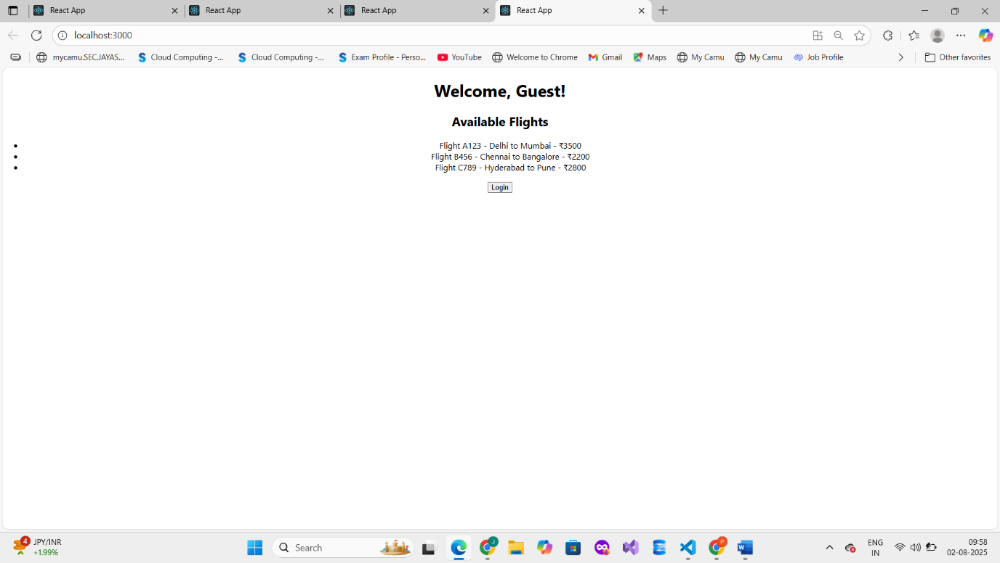 React App
React App
React App
React App
localhost:3000
mycamu.SEC.JAYAS...
Cloud Computing -...
Cloud Computing -...
Exam Profile - Perso...
YouTube
Welcome to Chrome
Gmail
Maps
My Camu
My Camu
Job Profile
Other favorites
Welcome, Guest!
Available Flights
Flight A123 - Delhi to Mumbai - ₹3500
Flight B456 - Chennai to Bangalore - ₹2200
Flight C789 - Hyderabad to Pune - ₹2800
Login
4
JPY/INR
+1.99%
Search
J
P
ENG
IN
09:58
02-08-2025